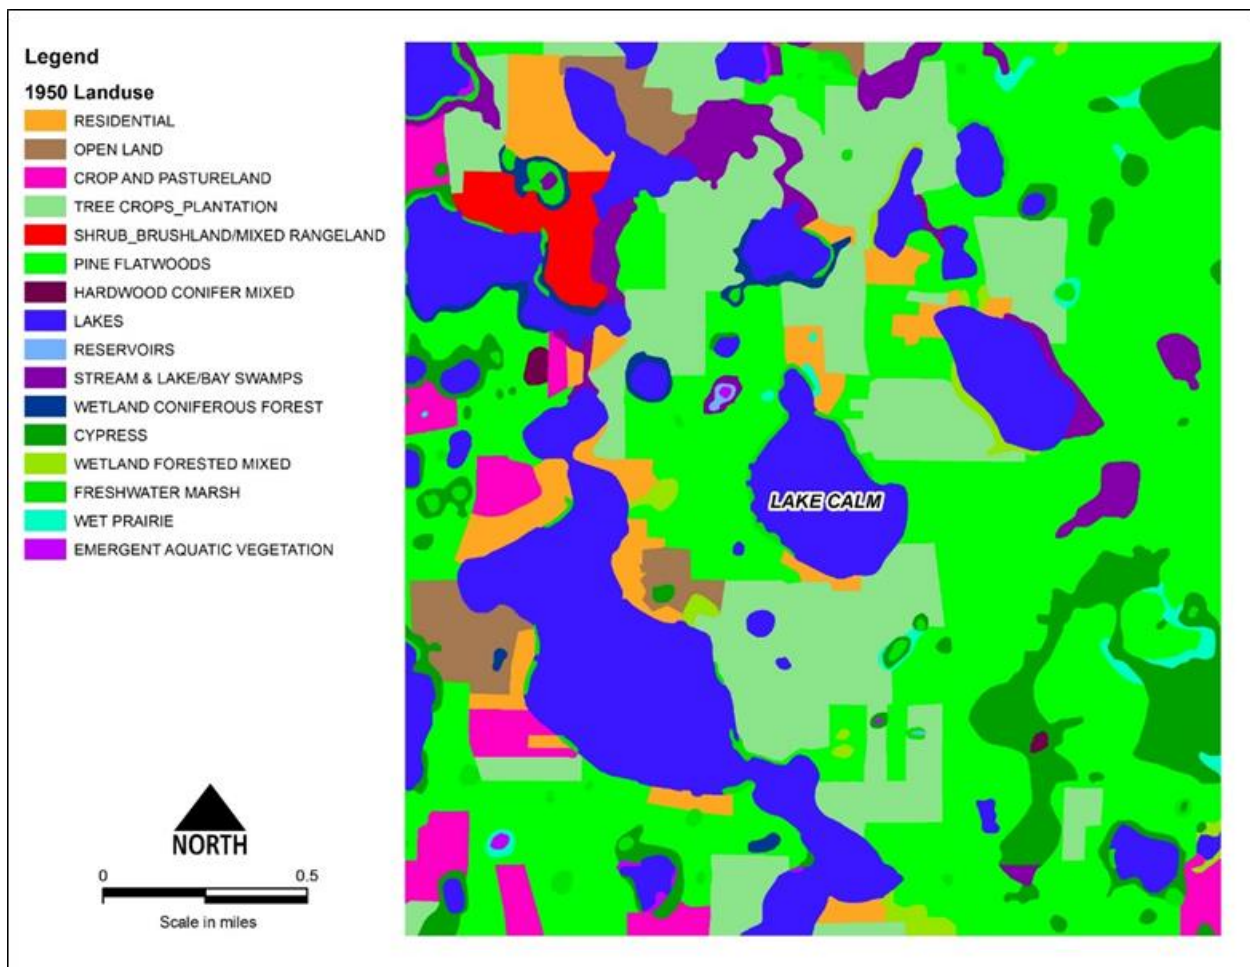 Legend
1950 Landuse
RESIDENTIAL
OPEN LAND
CROP AND PASTURELAND
TREE CROPS_PLANTATION
SHRUB_BRUSHLAND/MIXED RANGELAND
PINE FLATWOODS
HARDWOOD CONIFER MIXED
LAKES
RESERVOIRS
STREAM & LAKE/BAY SWAMPS
WETLAND CONIFEROUS FOREST
CYPRESS
WETLAND FORESTED MIXED
FRESHWATER MARSH
WET PRAIRIE
EMERGENT AQUATIC VEGETATION
LAKE CALM
NORTH
0 0.5
Scale in miles